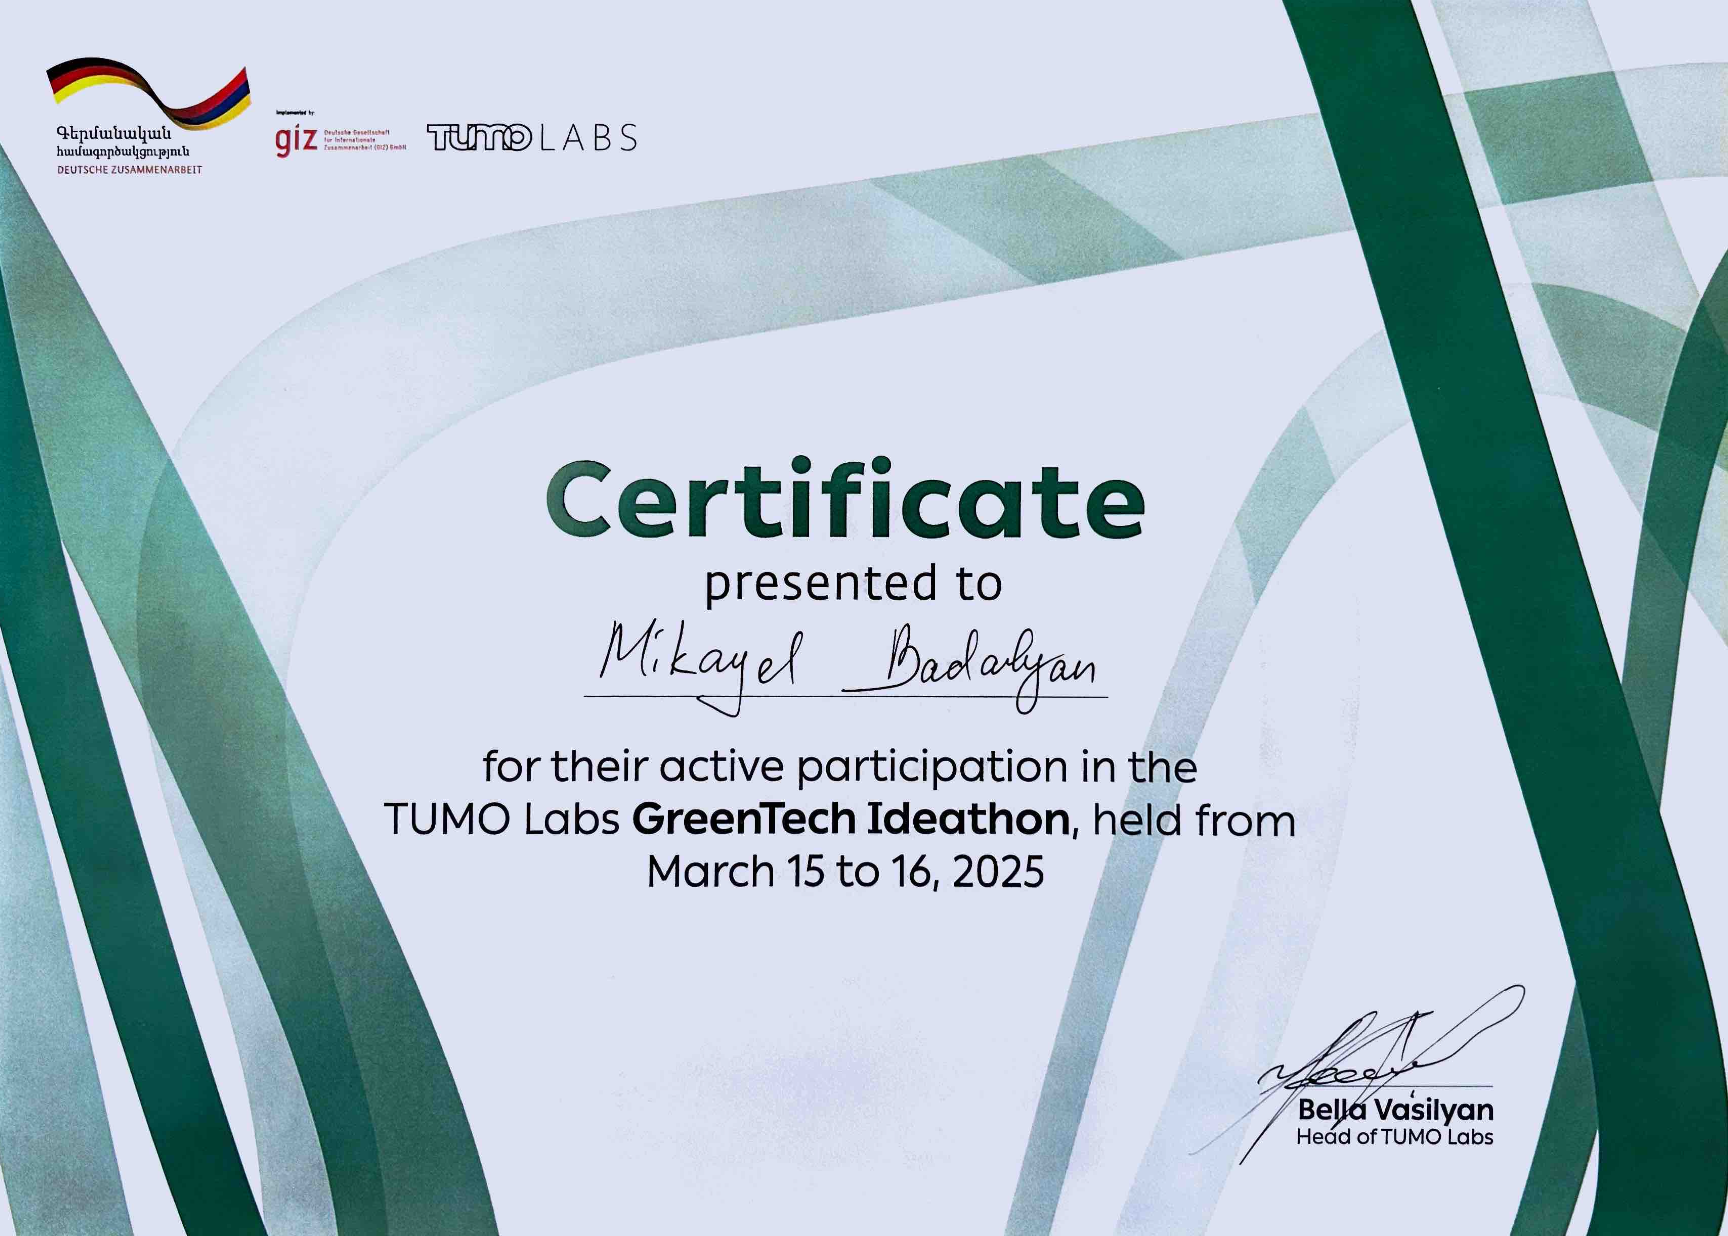 Գերմանական
համագործակցություն
DEUTSCHE ZUSAMMENARBEIT
Implemented by:
giz
Deutsche Gesellschaft
für Internationale
Zusammenarbeit (GIZ) GmbH
TUMO LABS
Certificate
presented to
Mikayel Badalyan
for their active participation in the
TUMO Labs GreenTech Ideathon, held from
March 15 to 16, 2025
Bella Vasilyan
Head of TUMO Labs